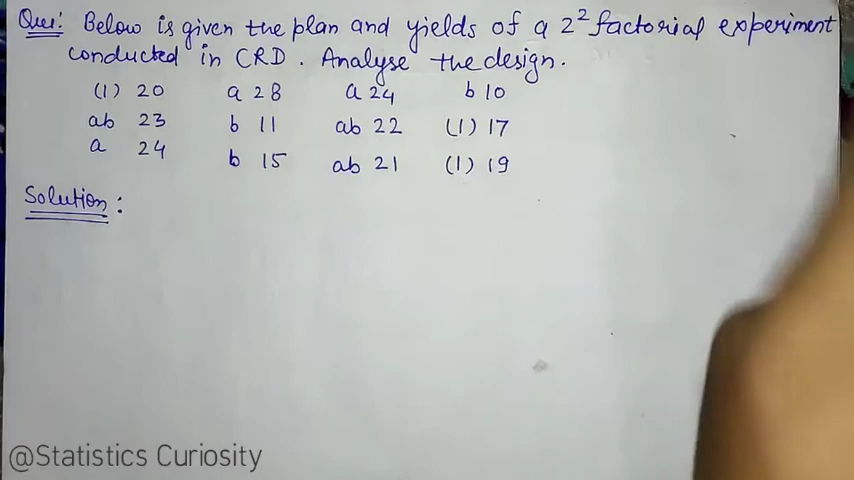 Ques: Below is given the plan and yields of a 2² factorial experiment
conducted in CRD. Analyse the design.
(1) 20 a 28 a 24 b 10
ab 23 b 11 ab 22 (1) 17
a 24 b 15 ab 21 (1) 19
Solution:
@Statistics Curiosity